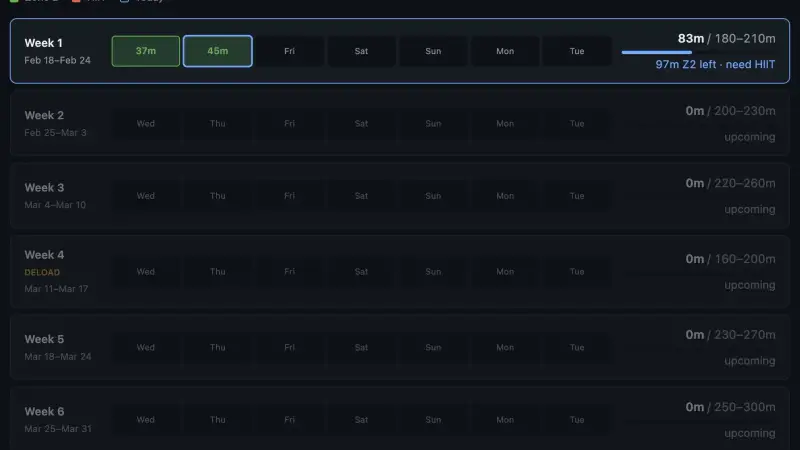 Week 1
Feb 18–Feb 24
37m
45m
Fri
Sat
Sun
Mon
Tue
83m / 180–210m
97m Z2 left · need HIIT
Week 2
Feb 25–Mar 3
Wed
Thu
Fri
Sat
Sun
Mon
Tue
0m / 200–230m
upcoming
Week 3
Mar 4–Mar 10
Wed
Thu
Fri
Sat
Sun
Mon
Tue
0m / 220–260m
upcoming
Week 4
DELOAD
Mar 11–Mar 17
Wed
Thu
Fri
Sat
Sun
Mon
Tue
0m / 160–200m
upcoming
Week 5
Mar 18–Mar 24
Wed
Thu
Fri
Sat
Sun
Mon
Tue
0m / 230–270m
upcoming
Week 6
Mar 25–Mar 31
Wed
Thu
Fri
Sat
Sun
Mon
Tue
0m / 250–300m
upcoming